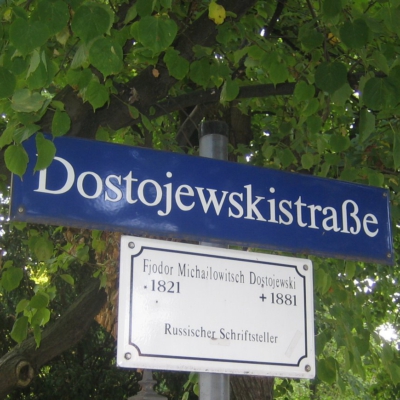 Dostojewskistraße
Fjodor Michailowitsch Dostojewski
*1821 +1881
Russischer Schriftsteller